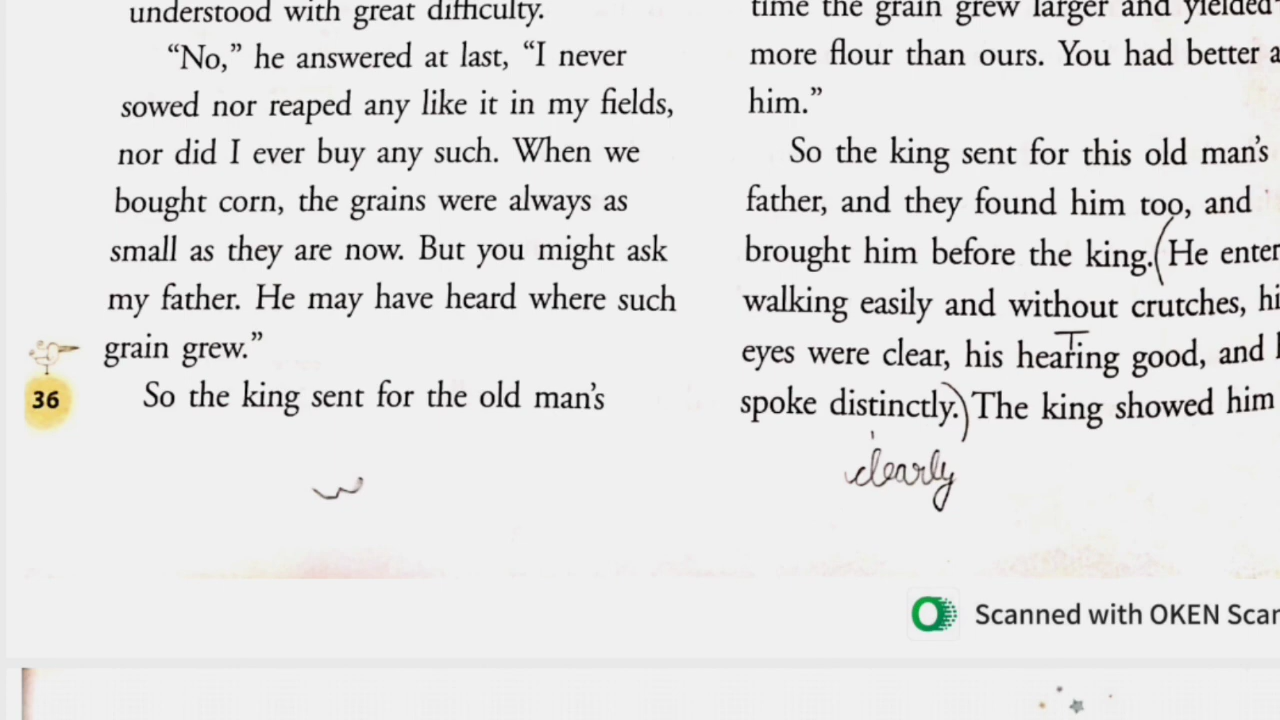 understood with great difficulty.
“No,” he answered at last, “I never
sowed nor reaped any like it in my fields,
nor did I ever buy any such. When we
bought corn, the grains were always as
small as they are now. But you might ask
my father. He may have heard where such
grain grew.”
36
So the king sent for the old man’s
time the grain grew larger and yielded
more flour than ours. You had better a
him.”
So the king sent for this old man’s
father, and they found him too, and
brought him before the king. (He enter
walking easily and without crutches, hi
eyes were clear, his hearing good, and
spoke distinctly.) The king showed him
clearly
Scanned with OKEN Scan